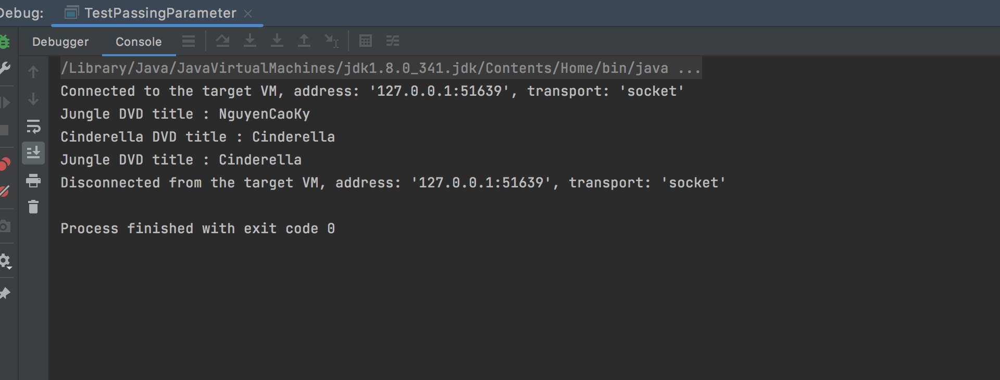 Debug:
TestPassingParameter
Debugger Console
/Library/Java/JavaVirtualMachines/jdk1.8.0_341.jdk/Contents/Home/bin/java ...
Connected to the target VM, address: '127.0.0.1:51639', transport: 'socket'
Jungle DVD title : NguyenCaoKy
Cinderella DVD title : Cinderella
Jungle DVD title : Cinderella
Disconnected from the target VM, address: '127.0.0.1:51639', transport: 'socket'
Process finished with exit code 0